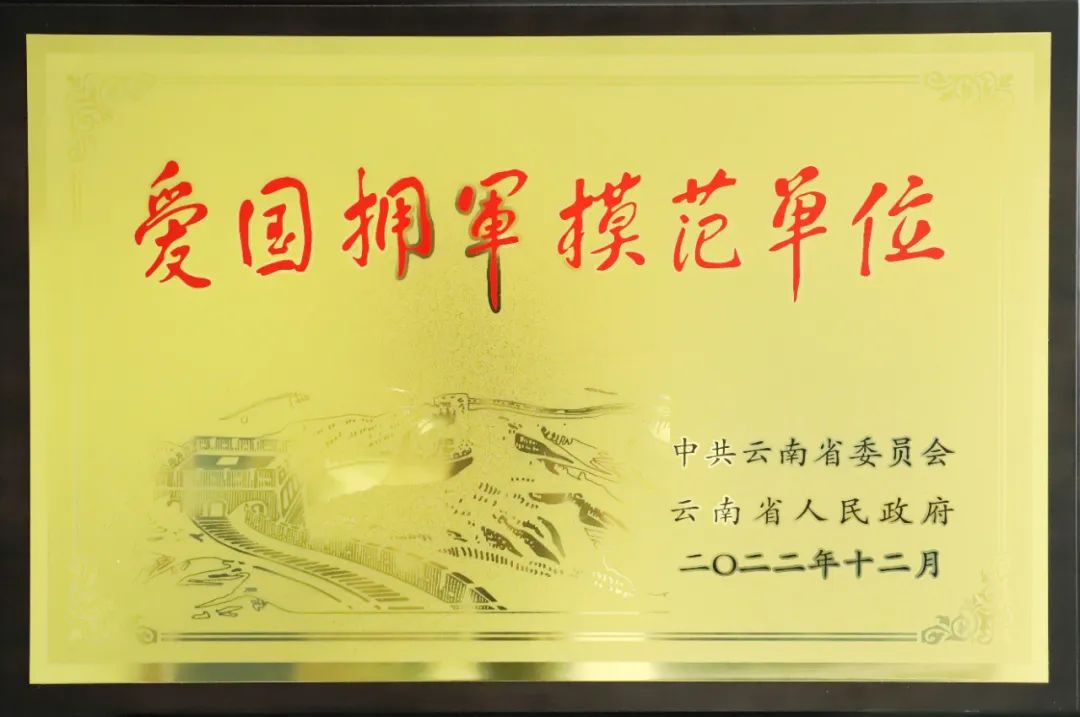 爱国拥軍模范单位
中共云南省委员会
云南省人民政府
二〇二二年十二月